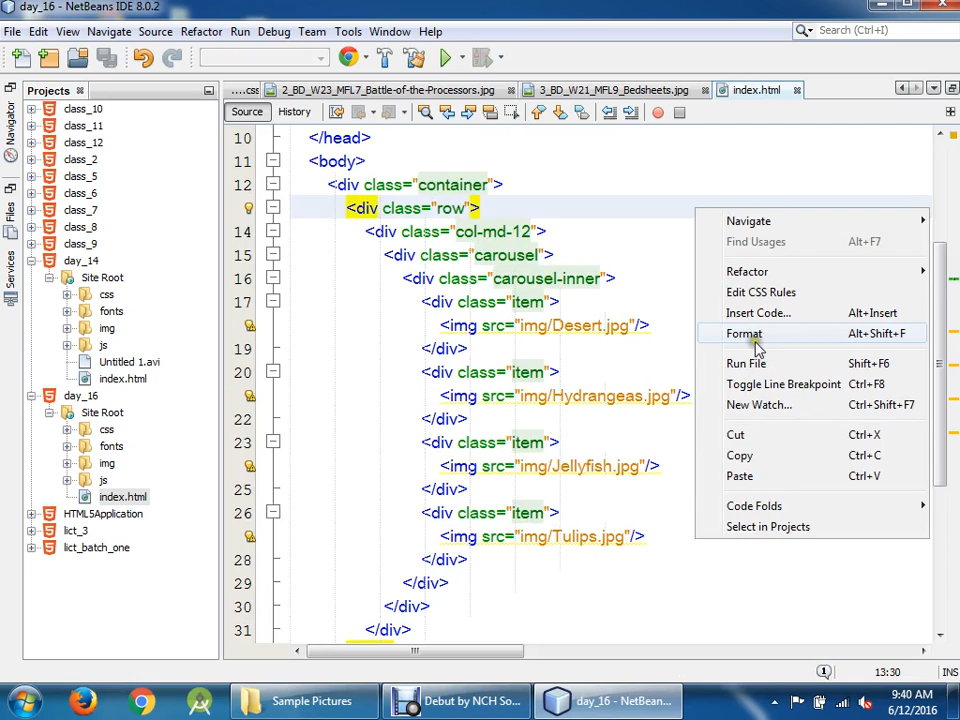 day_16 - NetBeans IDE 8.0.2
File Edit View Navigate Source Refactor Run Debug Team Tools Window Help
Search (Ctrl+I)
Projects
....css 2_BD_W23_MFL7_Battle-of-the-Processors.jpg 3_BD_W21_MFL9_Bedsheets.jpg index.html
Source History
Navigator
Files
Services
class_10
class_11
class_12
class_2
class_5
class_6
class_7
class_8
class_9
day_14
Site Root
css
fonts
img
js
Untitled 1.avi
index.html
day_16
Site Root
css
fonts
img
js
index.html
HTML5Application
lict_3
lict_batch_one
10 </head>
11 <body>
12 <div class="container">
<div class="row">
14 <div class="col-md-12">
15 <div class="carousel">
16 <div class="carousel-inner">
17 <div class="item">
<img src="img/Desert.jpg"/>
19 </div>
20 <div class="item">
<img src="img/Hydrangeas.jpg"/>
22 </div>
23 <div class="item">
<img src="img/Jellyfish.jpg"/>
25 </div>
26 <div class="item">
<img src="img/Tulips.jpg"/>
28 </div>
29 </div>
30 </div>
31 </div>
Navigate
Find Usages Alt+F7
Refactor
Edit CSS Rules
Insert Code... Alt+Insert
Format Alt+Shift+F
Run File Shift+F6
Toggle Line Breakpoint Ctrl+F8
New Watch... Ctrl+Shift+F7
Cut Ctrl+X
Copy Ctrl+C
Paste Ctrl+V
Code Folds
Select in Projects
1 13:30 INS
Sample Pictures
Debut by NCH So...
day_16 - NetBean...
9:40 AM
6/12/2016